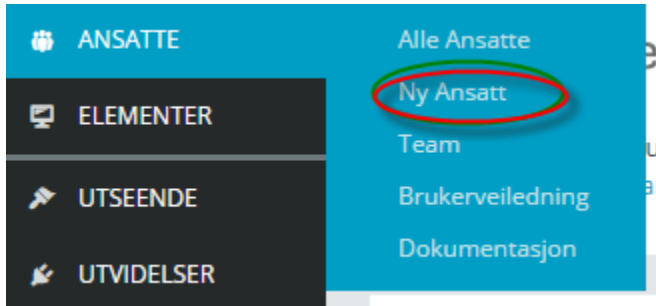 ANSATTE
ELEMENTER
UTSEENDE
UTVIDELSER
Alle Ansatte
Ny Ansatt
Team
Brukerveiledning
Dokumentasjon